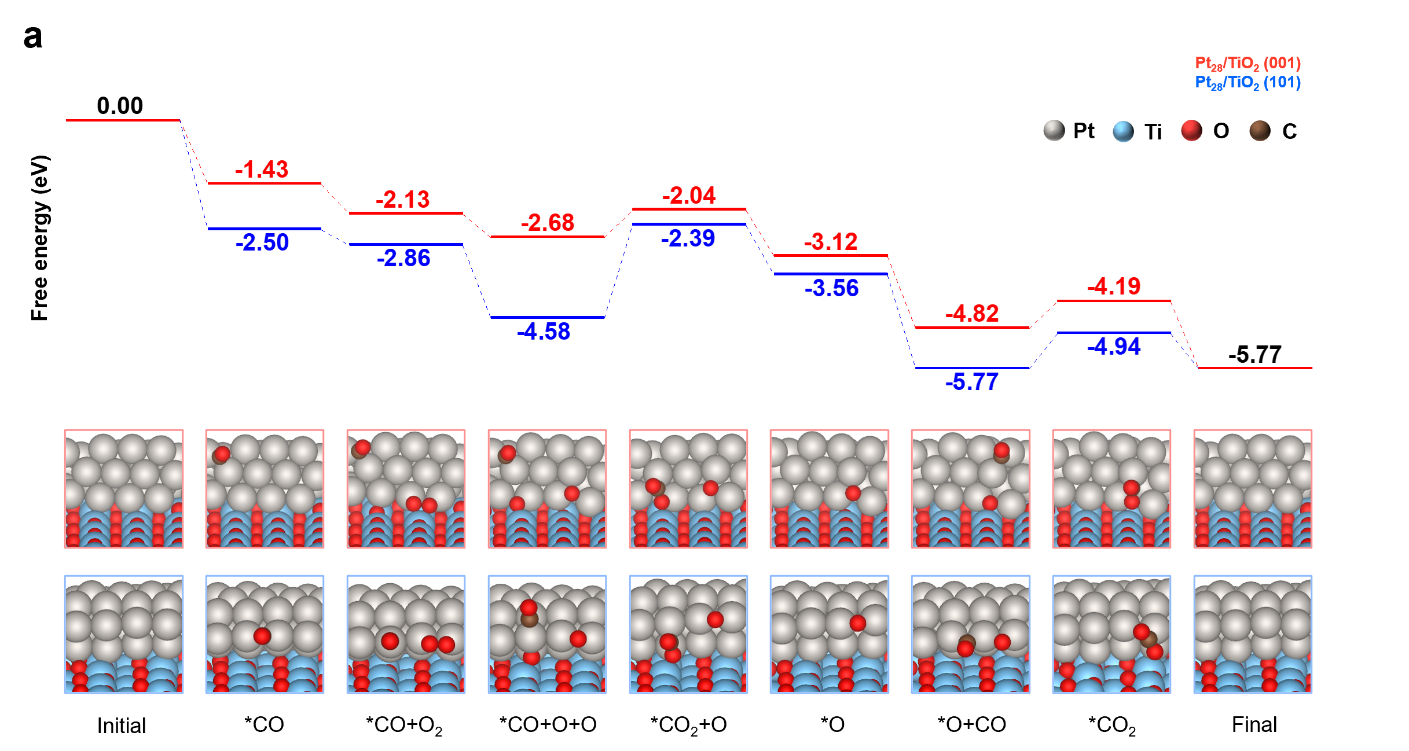 a
Pt₂₈/TiO₂ (001)
Pt₂₈/TiO₂ (101)
Pt Ti O C
Free energy (eV)
0.00
-1.43
-2.13
-2.68
-2.04
-3.12
-4.82
-4.19
-5.77
-2.50
-2.86
-4.58
-2.39
-3.56
-5.77
-4.94
Initial
*CO
*CO+O₂
*CO+O+O
*CO₂+O
*O
*O+CO
*CO₂
Final